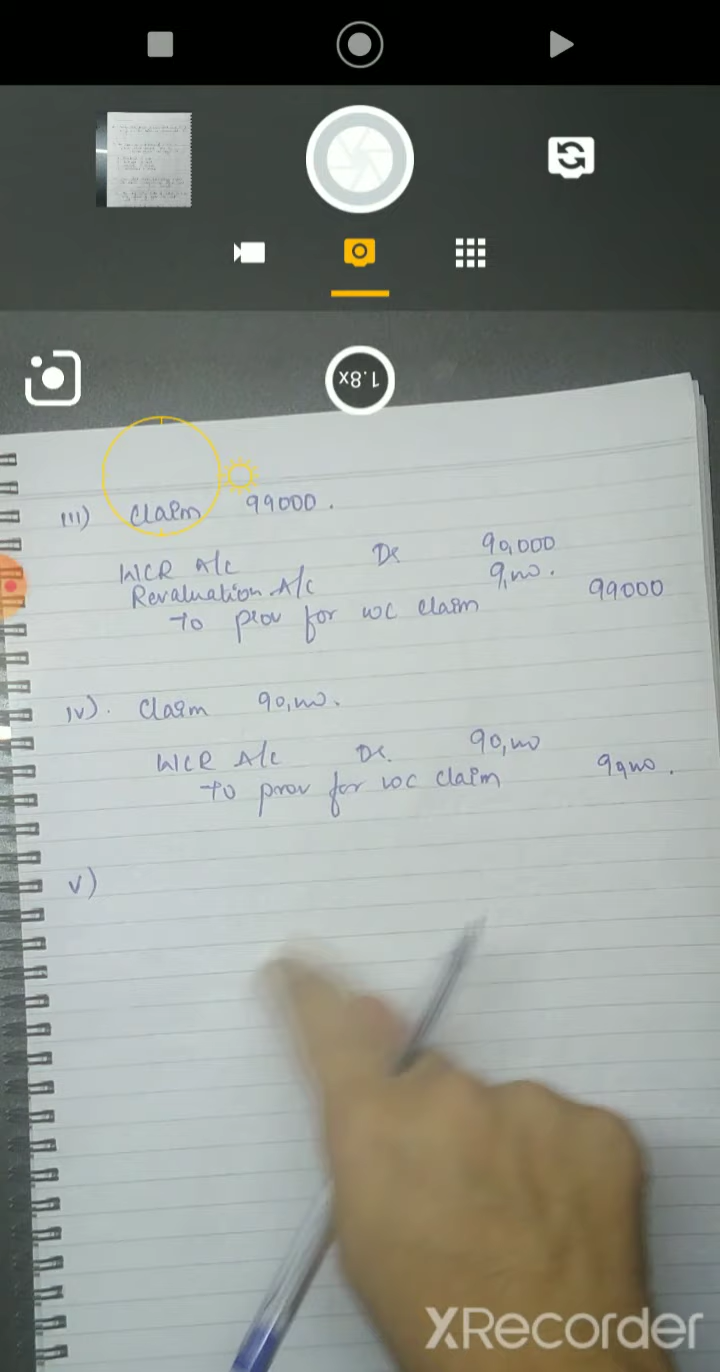 1.8x
III) Claim 99000.
WCR A/c Dr 90,000
Revaluation A/c 9,000.
To prov for WC claim 99000
IV). Claim 90,000.
WCR A/c Dr. 90,000
To prov for WC claim 90,000.
V)
XRecorder